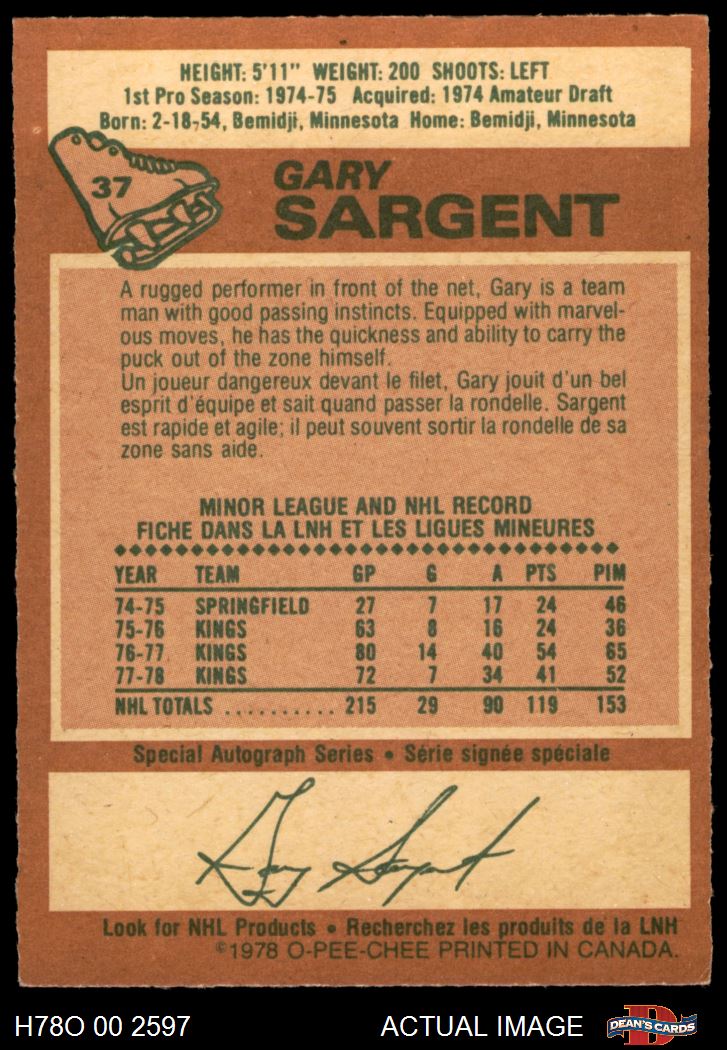 HEIGHT: 5'11" WEIGHT: 200 SHOOTS: LEFT
1st Pro Season: 1974-75 Acquired: 1974 Amateur Draft
Born: 2-18-54, Bemidji, Minnesota Home: Bemidji, Minnesota
37
GARY
SARGENT
A rugged performer in front of the net, Gary is a team
man with good passing instincts. Equipped with marvel-
ous moves, he has the quickness and ability to carry the
puck out of the zone himself.
Un joueur dangereux devant le filet, Gary jouit d'un bel
esprit d'équipe et sait quand passer la rondelle. Sargent
est rapide et agile; il peut souvent sortir la rondelle de sa
zone sans aide.
MINOR LEAGUE AND NHL RECORD
FICHE DANS LA LNH ET LES LIGUES MINEURES
YEAR TEAM GP G A PTS PIM
74-75 SPRINGFIELD 27 7 17 24 46
75-76 KINGS 63 8 16 24 36
76-77 KINGS 80 14 40 54 65
77-78 KINGS 72 7 34 41 52
NHL TOTALS .......... 215 29 90 119 153
Special Autograph Series • Série signée spéciale
Gary Sargent
Look for NHL Products • Recherchez les produits de la LNH
©1978 O-PEE-CHEE PRINTED IN CANADA.
H78O 00 2597 ACTUAL IMAGE DEAN'S CARDS